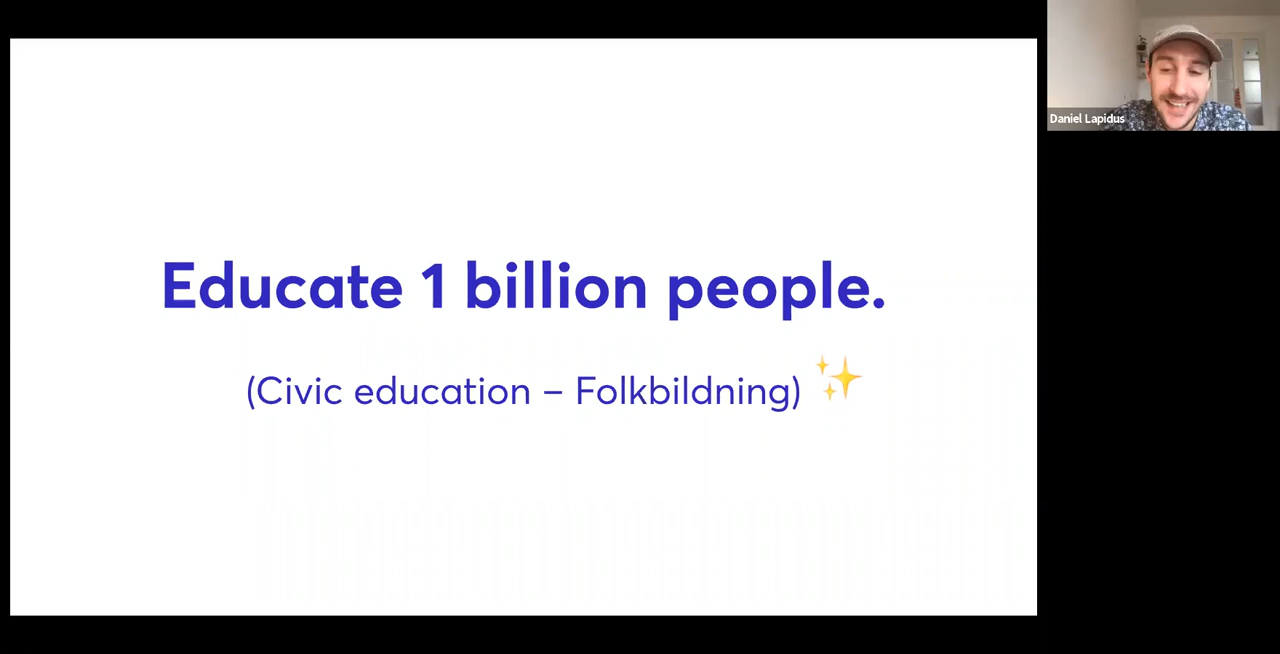 Educate 1 billion people.
(Civic education – Folkbildning) ✨
Daniel Lapidus